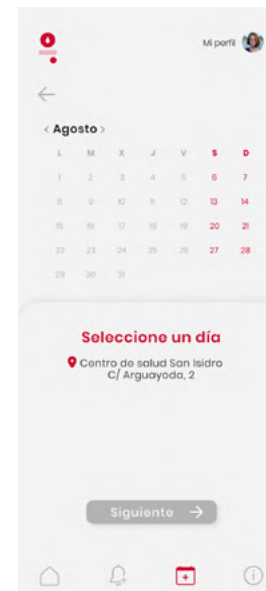 Mi perfil
< Agosto >
L M X J V S D
1 2 3 4 5 6 7
8 9 10 11 12 13 14
15 16 17 18 19 20 21
22 23 24 25 26 27 28
29 30 31
Seleccione un día
Centro de salud San Isidro
C/ Arguayoda, 2
Siguiente →